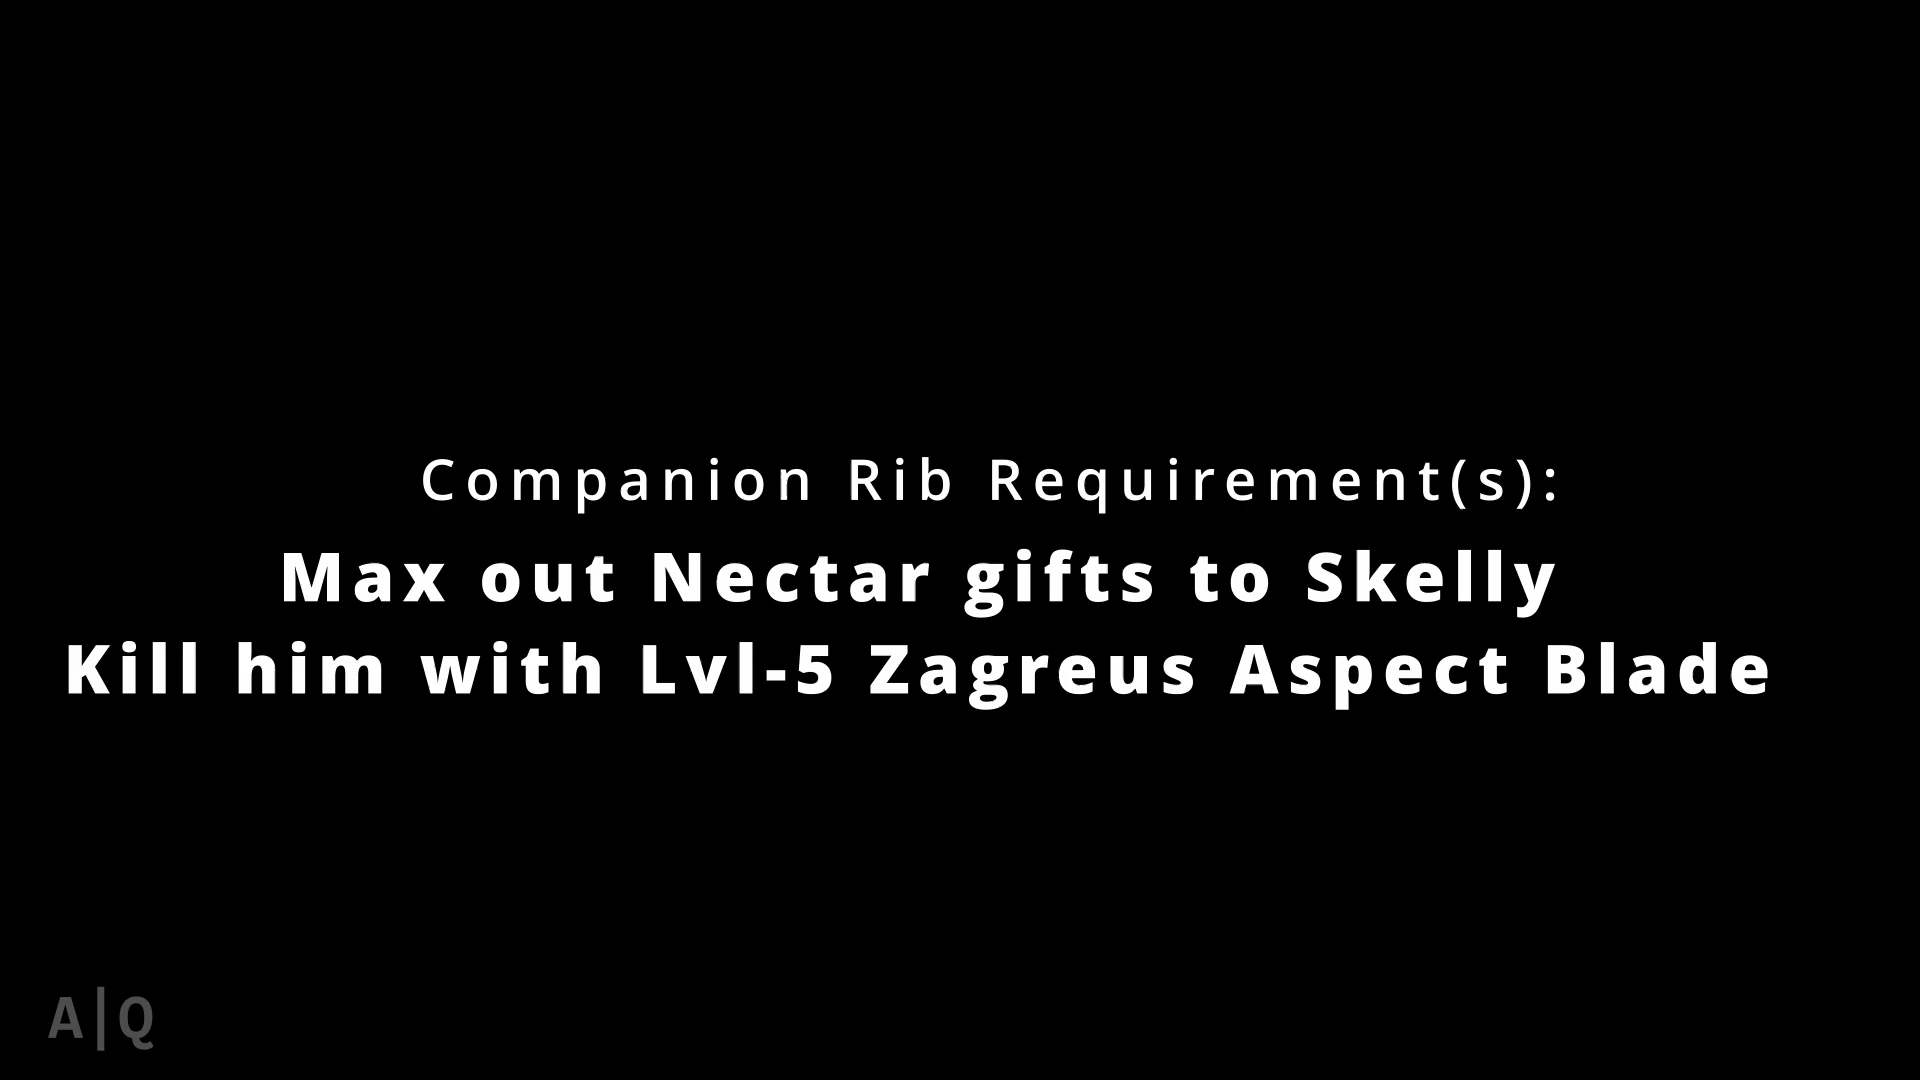 Companion Rib Requirement(s):
Max out Nectar gifts to Skelly
Kill him with Lvl-5 Zagreus Aspect Blade
A|Q